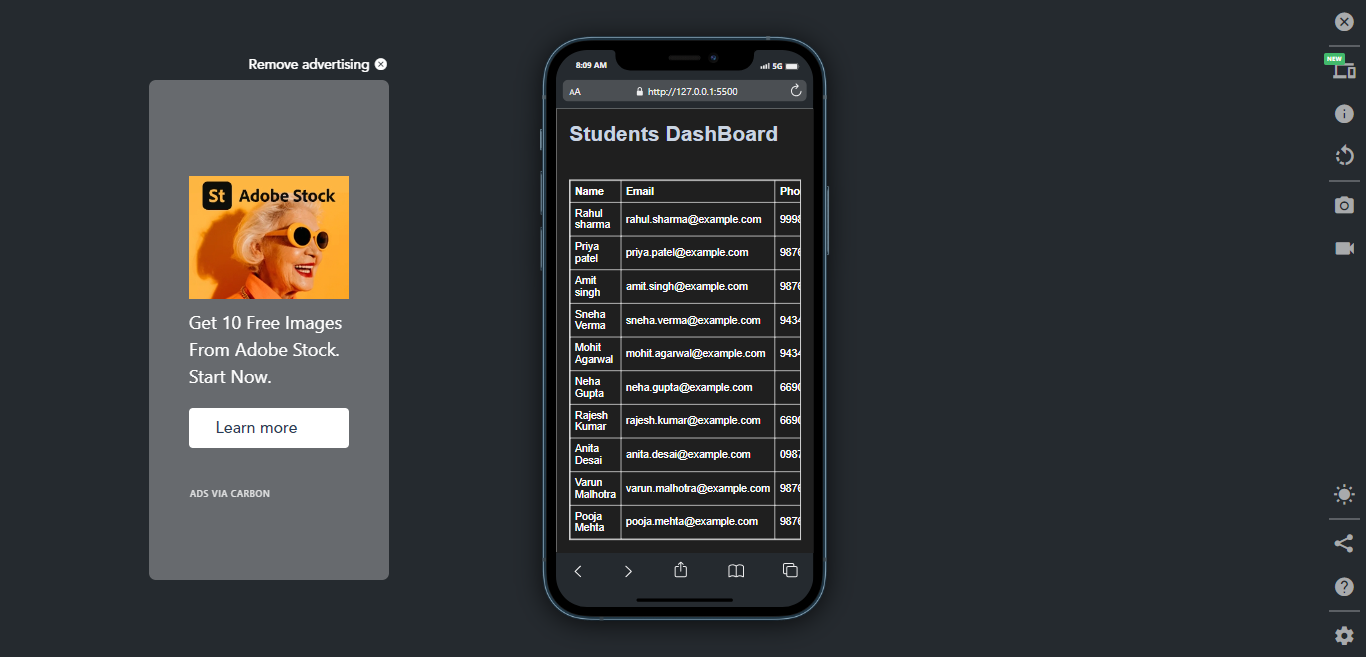 Remove advertising
St Adobe Stock
Get 10 Free Images
From Adobe Stock.
Start Now.
Learn more
ADS VIA CARBON
8:09 AM
5G
AA
http://127.0.0.1:5500
Students DashBoard
Name Email Pho
Rahul sharma rahul.sharma@example.com 9998
Priya patel priya.patel@example.com 9876
Amit singh amit.singh@example.com 9876
Sneha Verma sneha.verma@example.com 9434
Mohit Agarwal mohit.agarwal@example.com 9434
Neha Gupta neha.gupta@example.com 6690
Rajesh Kumar rajesh.kumar@example.com 6690
Anita Desai anita.desai@example.com 0987
Varun Malhotra varun.malhotra@example.com 9876
Pooja Mehta pooja.mehta@example.com 9876
NEW